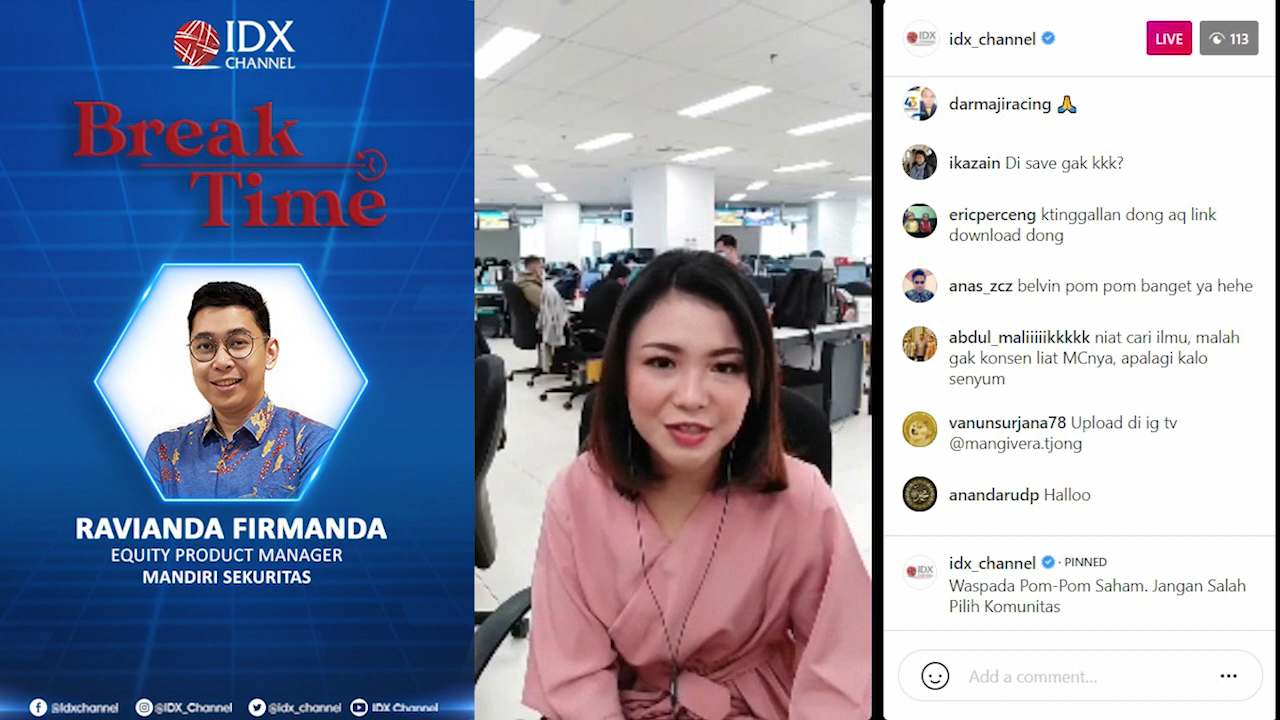 IDX
CHANNEL
Break
Time
RAVIANDA FIRMANDA
EQUITY PRODUCT MANAGER
MANDIRI SEKURITAS
@idxchannel
@IDX_Channel
@idx_channel
IDX Channel
IDX
idx_channel
LIVE
113
darmajiracing 🙏
ikazain Di save gak kkk?
ericperceng ktinggallan dong aq link
download dong
anas_zcz belvin pom pom banget ya hehe
abdul_maliiiiikkkkk niat cari ilmu, malah
gak konsen liat MCnya, apalagi kalo
senyum
vanunsurjana78 Upload di ig tv
@mangivera.tjong
anandarudp Halloo
IDX
idx_channel · PINNED
Waspada Pom-Pom Saham. Jangan Salah
Pilih Komunitas
Add a comment...